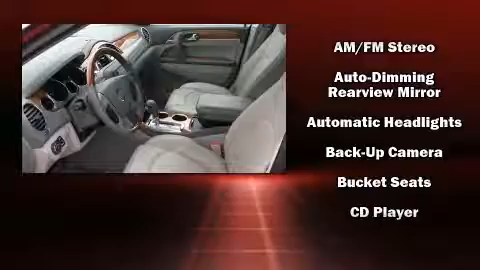 AM/FM Stereo
Auto-Dimming
Rearview Mirror
Automatic Headlights
Back-Up Camera
Bucket Seats
CD Player